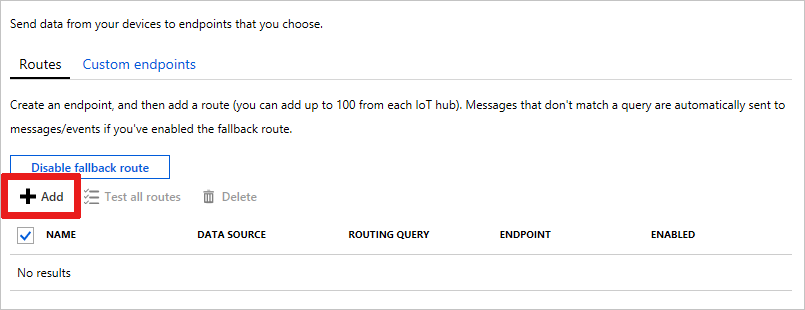 Send data from your devices to endpoints that you choose.
Routes Custom endpoints
Create an endpoint, and then add a route (you can add up to 100 from each IoT hub). Messages that don't match a query are automatically sent to
messages/events if you've enabled the fallback route.
Disable fallback route
Add Test all routes Delete
NAME DATA SOURCE ROUTING QUERY ENDPOINT ENABLED
No results